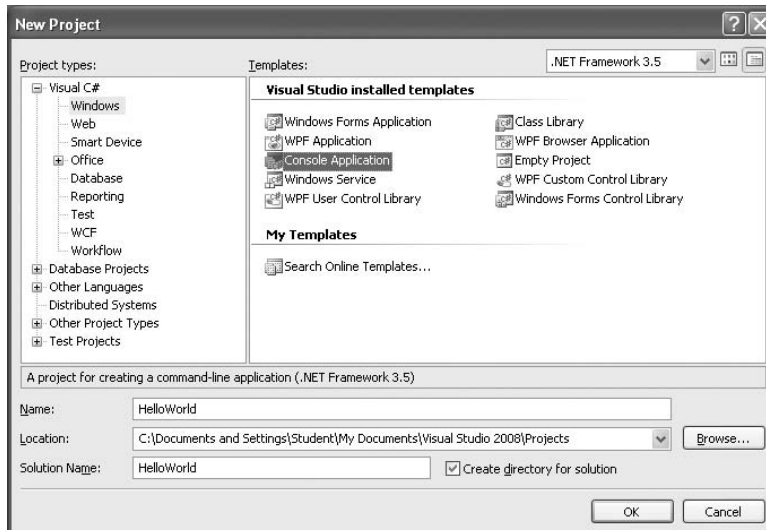 New Project
Project types:
Templates:
.NET Framework 3.5
Visual C#
Windows
Web
Smart Device
Office
Database
Reporting
Test
WCF
Workflow
Database Projects
Other Languages
Distributed Systems
Other Project Types
Test Projects
Visual Studio installed templates
Windows Forms Application
Class Library
WPF Application
WPF Browser Application
Console Application
Empty Project
Windows Service
WPF Custom Control Library
WPF User Control Library
Windows Forms Control Library
My Templates
Search Online Templates...
A project for creating a command-line application (.NET Framework 3.5)
Name:
HelloWorld
Location:
C:\Documents and Settings\Student\My Documents\Visual Studio 2008\Projects
Browse...
Solution Name:
HelloWorld
Create directory for solution
OK
Cancel